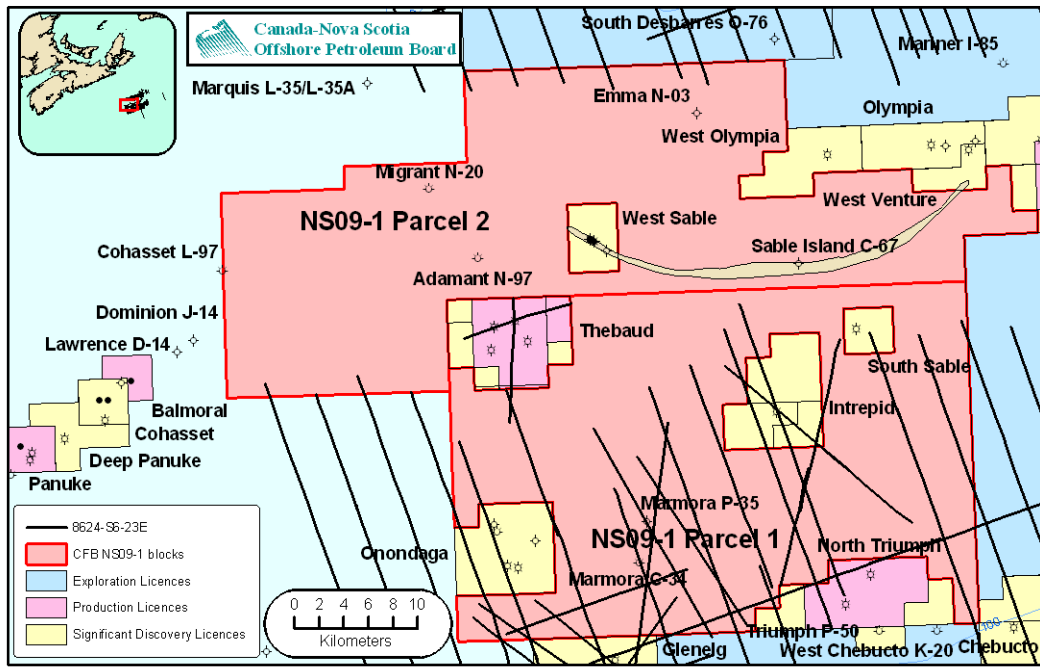 Canada-Nova Scotia
Offshore Petroleum Board
South Desbarres O-76
Mariner I-85
Marquis L-35/L-35A
Emma N-03
Olympia
West Olympia
Migrant N-20
NS09-1 Parcel 2
West Sable
West Venture
Cohasset L-97
Sable Island C-67
Adamant N-97
Dominion J-14
Thebaud
Lawrence D-14
South Sable
Balmoral
Intrepid
Cohasset
Deep Panuke
Panuke
Marmora P-35
8624-S6-23E
NS09-1 Parcel 1
CFB NS09-1 blocks
North Triumph
Onondaga
Exploration Licences
Marmora C-34
Production Licences
0 2 4 6 8 10
Significant Discovery Licences
Kilometers
Triumph P-50
100
Glenelg
West Chebucto K-20
Chebucto